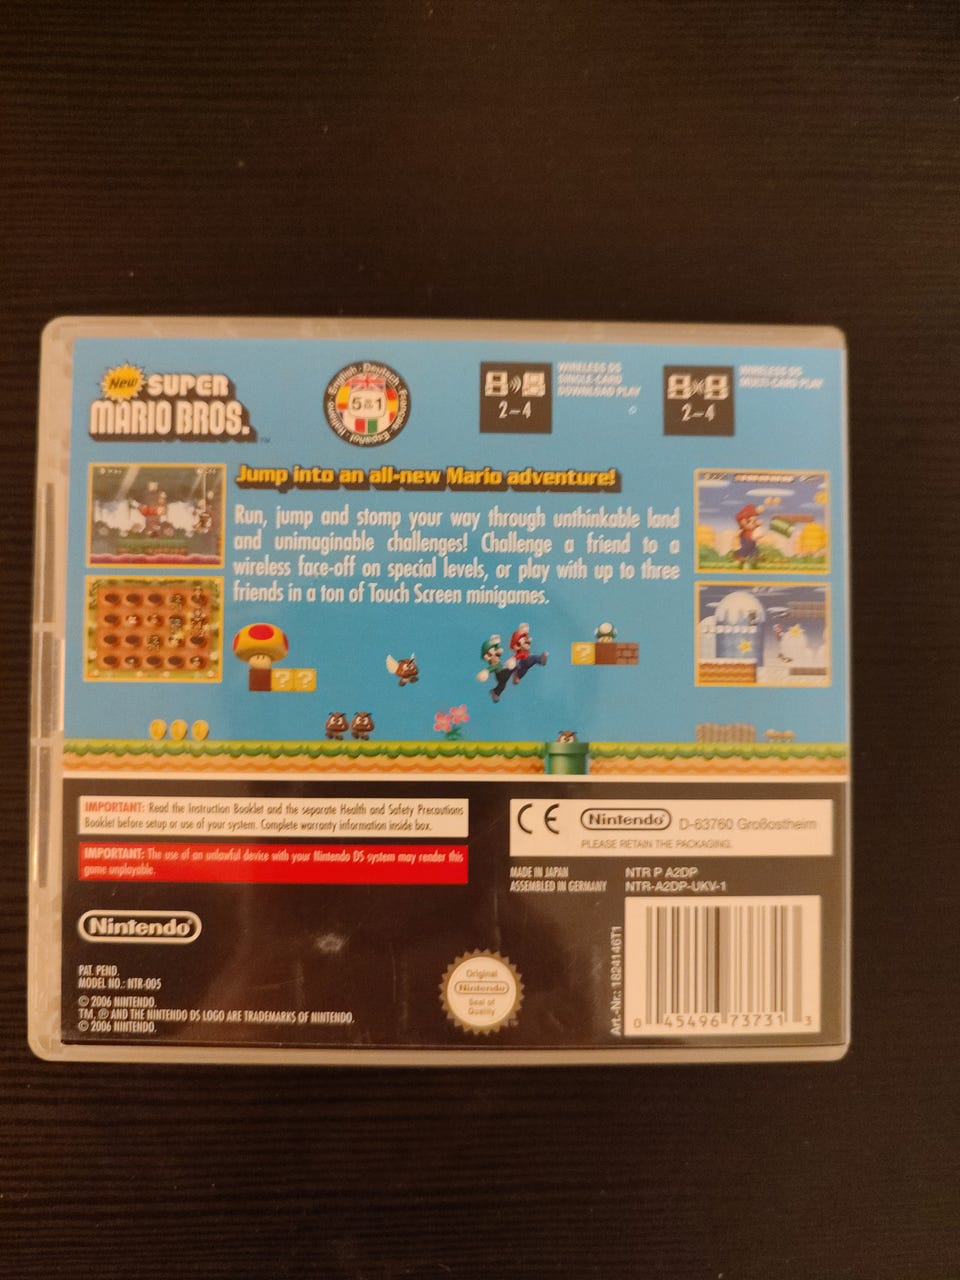 New SUPER
MARIO BROS.™
English · Deutsch · Français · Español · Italiano
5 in 1
2-4
WIRELESS DS
SINGLE-CARD
DOWNLOAD PLAY
2-4
WIRELESS DS
MULTI-CARD PLAY
Jump into an all-new Mario adventure!
Run, jump and stomp your way through unthinkable land
and unimaginable challenges! Challenge a friend to a
wireless face-off on special levels, or play with up to three
friends in a ton of Touch Screen minigames.
IMPORTANT: Read the Instruction Booklet and the separate Health and Safety Precautions
Booklet before setup or use of your system. Complete warranty information inside box.
IMPORTANT: The use of an unlawful device with your Nintendo DS system may render this
game unplayable.
CE Nintendo® D-63760 Großostheim
PLEASE RETAIN THE PACKAGING.
MADE IN JAPAN
ASSEMBLED IN GERMANY
NTR P A2DP
NTR-A2DP-UKV-1
Nintendo®
PAT. PEND.
MODEL NO.: NTR-005
© 2006 NINTENDO.
TM, ® AND THE NINTENDO DS LOGO ARE TRADEMARKS OF NINTENDO.
© 2006 NINTENDO.
Original
Nintendo
Seal of
Quality
Art.-Nr.: 1824146T1
0 45496 73731 3